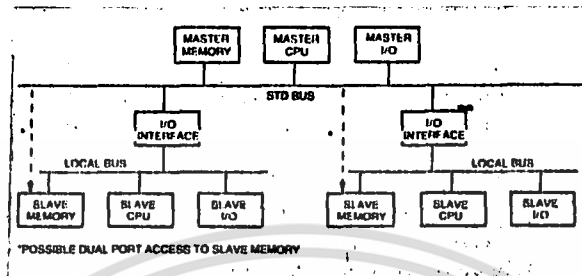 MASTER MEMORY
MASTER CPU
MASTER I/O
STD BUS
I/O INTERFACE
I/O INTERFACE
LOCAL BUS
LOCAL BUS
SLAVE MEMORY
SLAVE CPU
SLAVE I/O
SLAVE MEMORY
SLAVE CPU
SLAVE I/O
*POSSIBLE DUAL PORT ACCESS TO SLAVE MEMORY